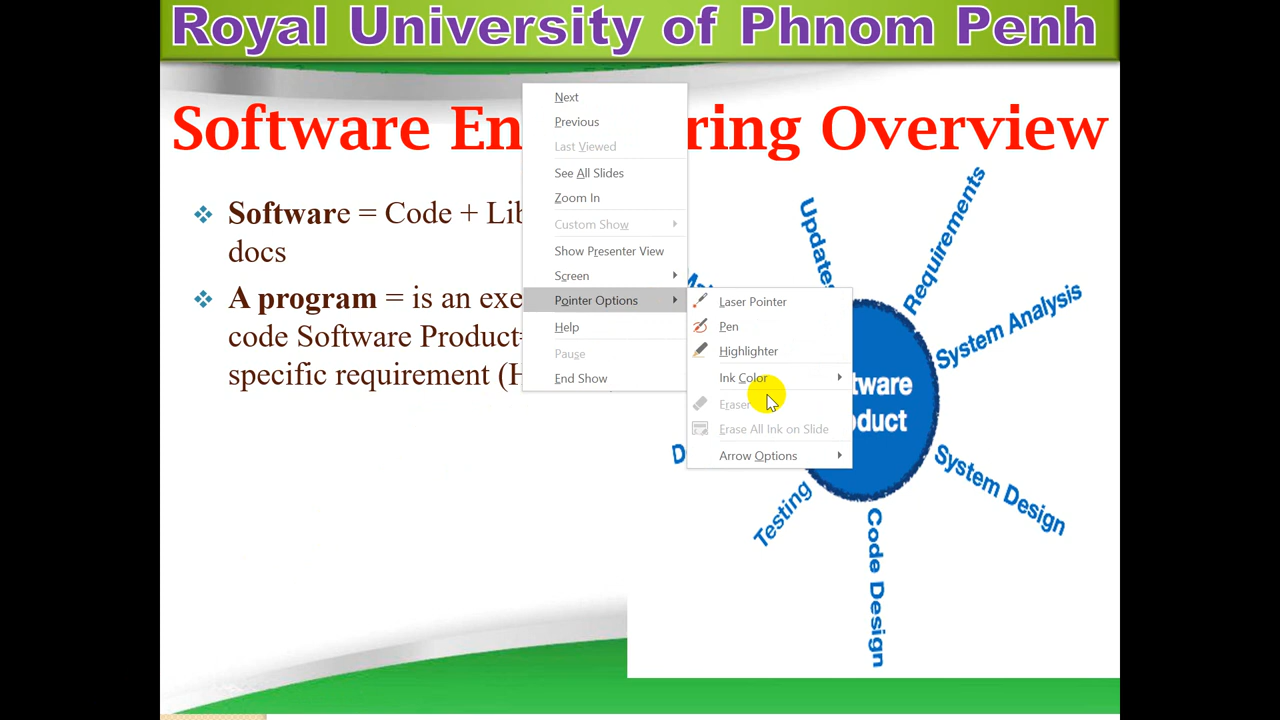 Royal University of Phnom Penh
Software En ring Overview
Software = Code + Lib
docs
A program = is an exe
code Software Product=
specific requirement (H
Next
Previous
Last Viewed
See All Slides
Zoom In
Custom Show
Show Presenter View
Screen
Pointer Options
Help
Pause
End Show
Laser Pointer
Pen
Highlighter
Ink Color
Eraser
Erase All Ink on Slide
Arrow Options
Updates
Requirements
System Analysis
System Design
Code Design
Testing
tware
oduct